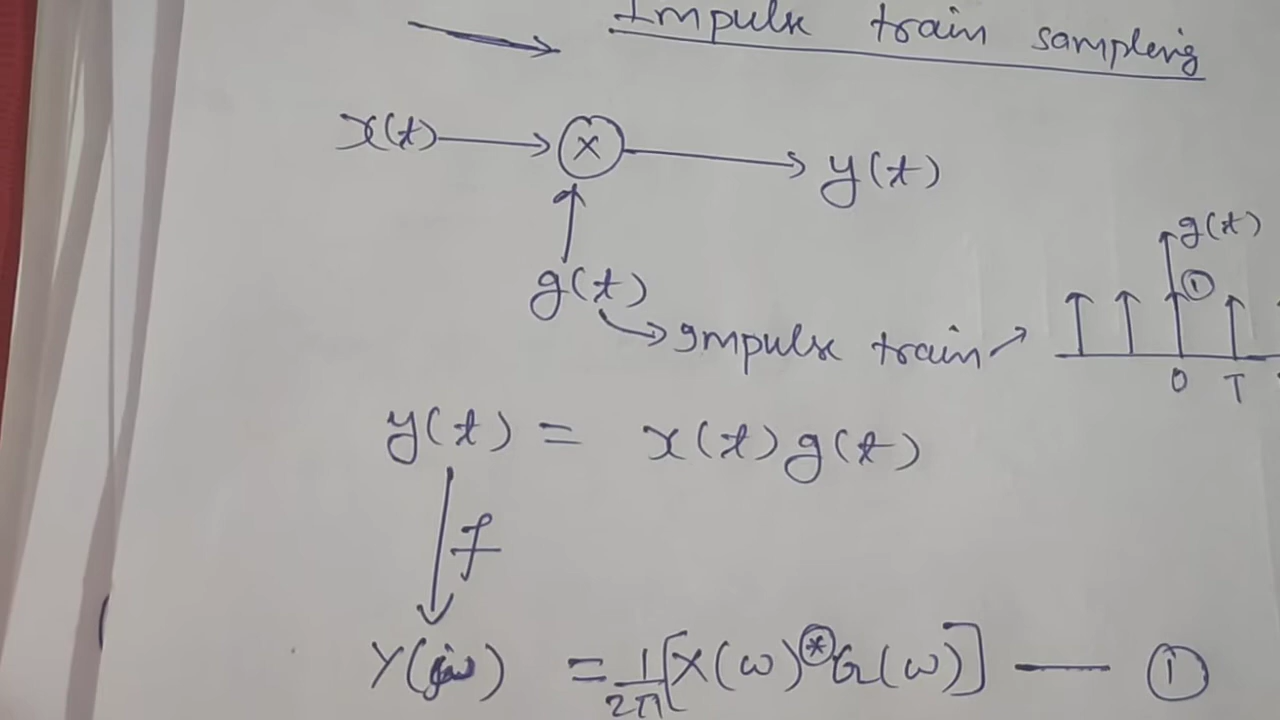 Impulse train sampling
x(t) → ⊗ → y(t)
g(t)
g(t)
①
Impulse train
0 T
y(t) = x(t)g(t)
f
Y(jω) = 1/2π [X(ω) ⊛ G(ω)] — ①